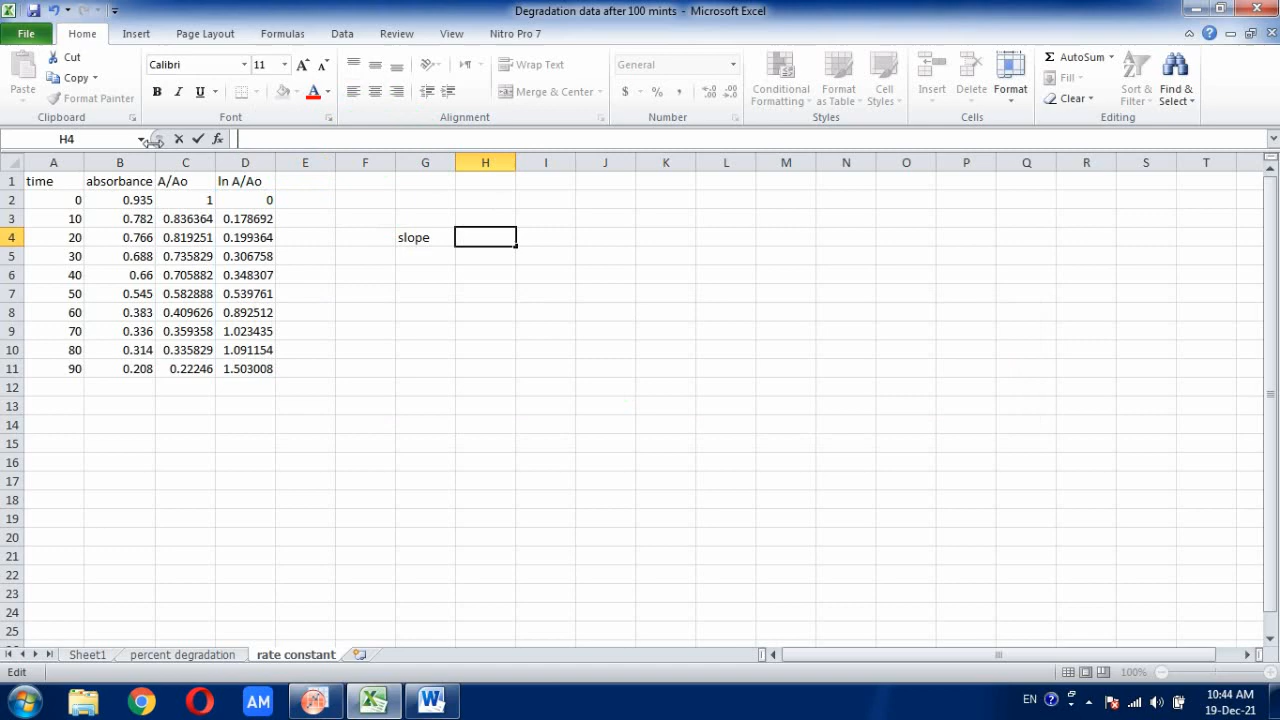 Degradation data after 100 mints - Microsoft Excel
File Home Insert Page Layout Formulas Data Review View Nitro Pro 7
Paste
Cut
Copy
Format Painter
Clipboard
Calibri 11
B I U
Font
Wrap Text
Merge & Center
Alignment
General
$ % ,
Number
Conditional Formatting
Format as Table
Cell Styles
Styles
Insert Delete Format
Cells
AutoSum
Fill
Clear
Sort & Filter
Find & Select
Editing
H4 fx
A B C D E F G H I J K L M N O P Q R S T
1 time absorbance A/Ao ln A/Ao
2 0 0.935 1 0
3 10 0.782 0.836364 0.178692
4 20 0.766 0.819251 0.199364 slope
5 30 0.688 0.735829 0.306758
6 40 0.66 0.705882 0.348307
7 50 0.545 0.582888 0.539761
8 60 0.383 0.409626 0.892512
9 70 0.336 0.359358 1.023435
10 80 0.314 0.335829 1.091154
11 90 0.208 0.22246 1.503008
12
13
14
15
16
17
18
19
20
21
22
23
24
25
Sheet1 percent degradation rate constant
Edit 100%
AM W EN 10:44 AM
19-Dec-21